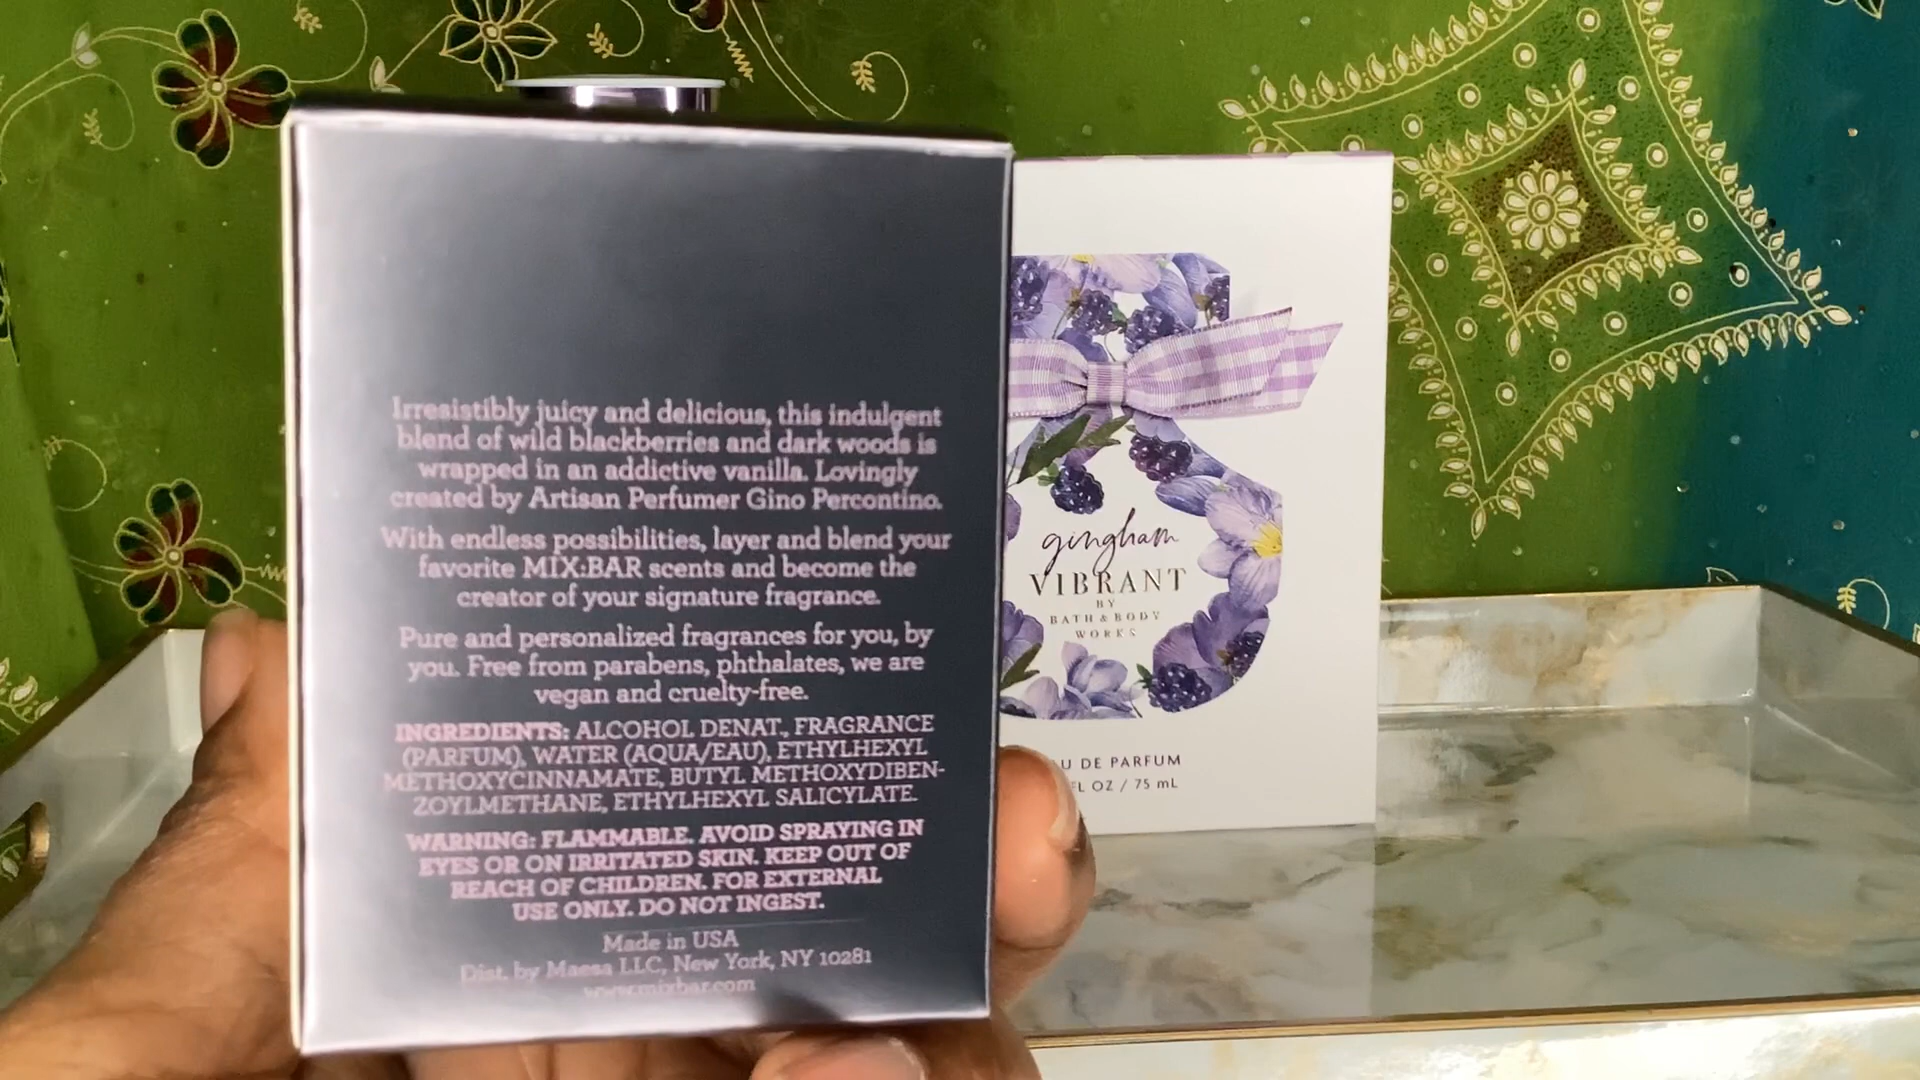 Irresistibly juicy and delicious, this indulgent
blend of wild blackberries and dark woods is
wrapped in an addictive vanilla. Lovingly
created by Artisan Perfumer Gino Percontino.
With endless possibilities, layer and blend your
favorite MIX:BAR scents and become the
creator of your signature fragrance.
Pure and personalized fragrances for you, by
you. Free from parabens, phthalates, we are
vegan and cruelty-free.
INGREDIENTS: ALCOHOL DENAT., FRAGRANCE
(PARFUM), WATER (AQUA/EAU), ETHYLHEXYL
METHOXYCINNAMATE, BUTYL METHOXYDIBEN-
ZOYLMETHANE, ETHYLHEXYL SALICYLATE.
WARNING: FLAMMABLE. AVOID SPRAYING IN
EYES OR ON IRRITATED SKIN. KEEP OUT OF
REACH OF CHILDREN. FOR EXTERNAL
USE ONLY. DO NOT INGEST.
Made in USA
Dist. by Maesa LLC, New York, NY 10281
www.mixbar.com
gingham
VIBRANT
BY
BATH & BODY
WORKS
DE PARFUM
FL OZ / 75 mL